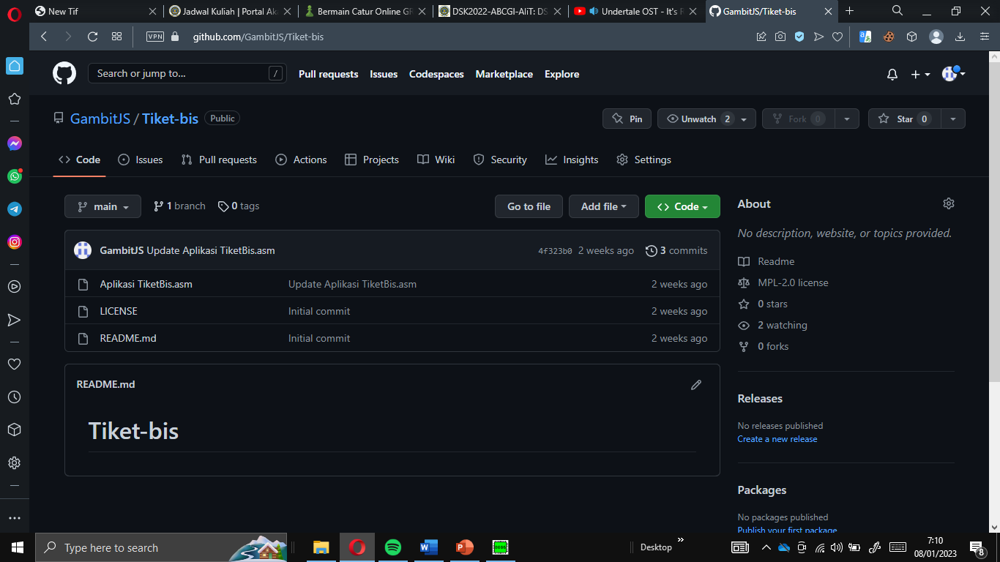 New Tif
Jadwal Kuliah | Portal Aka
Bermain Catur Online GR
DSK2022-ABCGI-AliT: DS
Undertale OST - It's R
GambitJS/Tiket-bis
VPN
github.com/GambitJS/Tiket-bis
Search or jump to...
/
Pull requests
Issues
Codespaces
Marketplace
Explore
GambitJS / Tiket-bis
Public
Pin
Unwatch 2
Fork 0
Star 0
Code
Issues
Pull requests
Actions
Projects
Wiki
Security
Insights
Settings
main
1 branch
0 tags
Go to file
Add file
Code
GambitJS Update Aplikasi TiketBis.asm
4f323b0 2 weeks ago
3 commits
Aplikasi TiketBis.asm
Update Aplikasi TiketBis.asm
2 weeks ago
LICENSE
Initial commit
2 weeks ago
README.md
Initial commit
2 weeks ago
README.md
Tiket-bis
About
No description, website, or topics provided.
Readme
MPL-2.0 license
0 stars
2 watching
0 forks
Releases
No releases published
Create a new release
Packages
No packages published
Publish your first package
Type here to search
8086
Desktop
7:10
08/01/2023
8